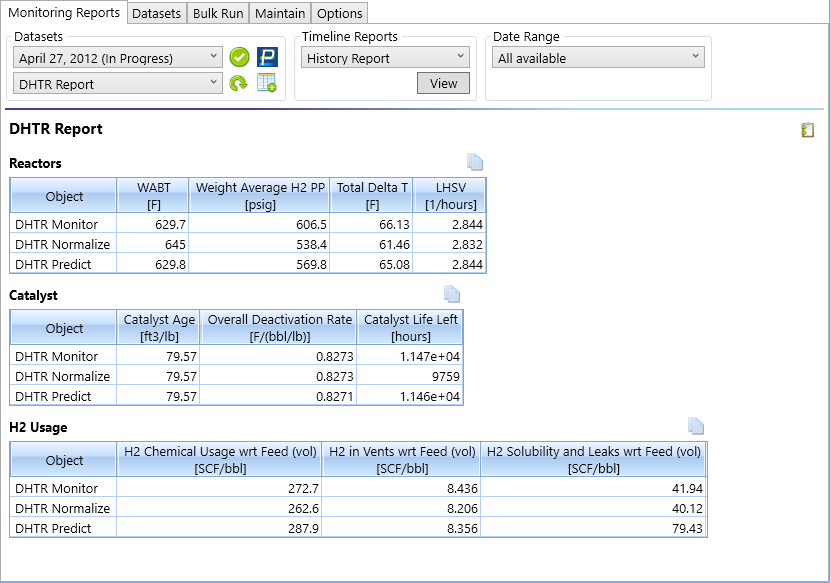 Monitoring Reports Datasets Bulk Run Maintain Options
Datasets Timeline Reports Date Range
April 27, 2012 (In Progress) History Report All available
DHTR Report View
DHTR Report
Reactors
Object WABT [F] Weight Average H2 PP [psig] Total Delta T [F] LHSV [1/hours]
DHTR Monitor 629.7 606.5 66.13 2.844
DHTR Normalize 645 538.4 61.46 2.832
DHTR Predict 629.8 569.8 65.08 2.844
Catalyst
Object Catalyst Age [ft3/lb] Overall Deactivation Rate [F/(bbl/lb)] Catalyst Life Left [hours]
DHTR Monitor 79.57 0.8273 1.147e+04
DHTR Normalize 79.57 0.8273 9759
DHTR Predict 79.57 0.8271 1.146e+04
H2 Usage
Object H2 Chemical Usage wrt Feed (vol) [SCF/bbl] H2 in Vents wrt Feed (vol) [SCF/bbl] H2 Solubility and Leaks wrt Feed (vol) [SCF/bbl]
DHTR Monitor 272.7 8.436 41.94
DHTR Normalize 262.6 8.206 40.12
DHTR Predict 287.9 8.356 79.43